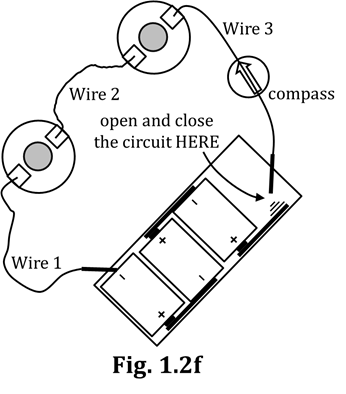 Wire 3
Wire 2
compass
open and close
the circuit HERE
-
+
+
-
Wire 1
-
+
Fig. 1.2f